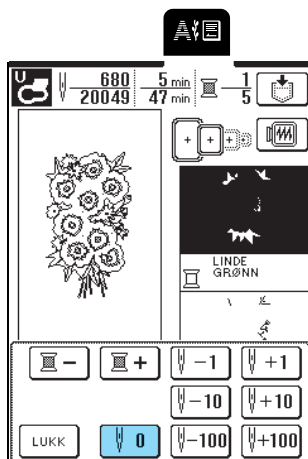 A
U 680 5 min 1
20049 47 min 5
LINDE
GRØNN
− + −1 +1
−10 +10
LUKK 0 −100 +100